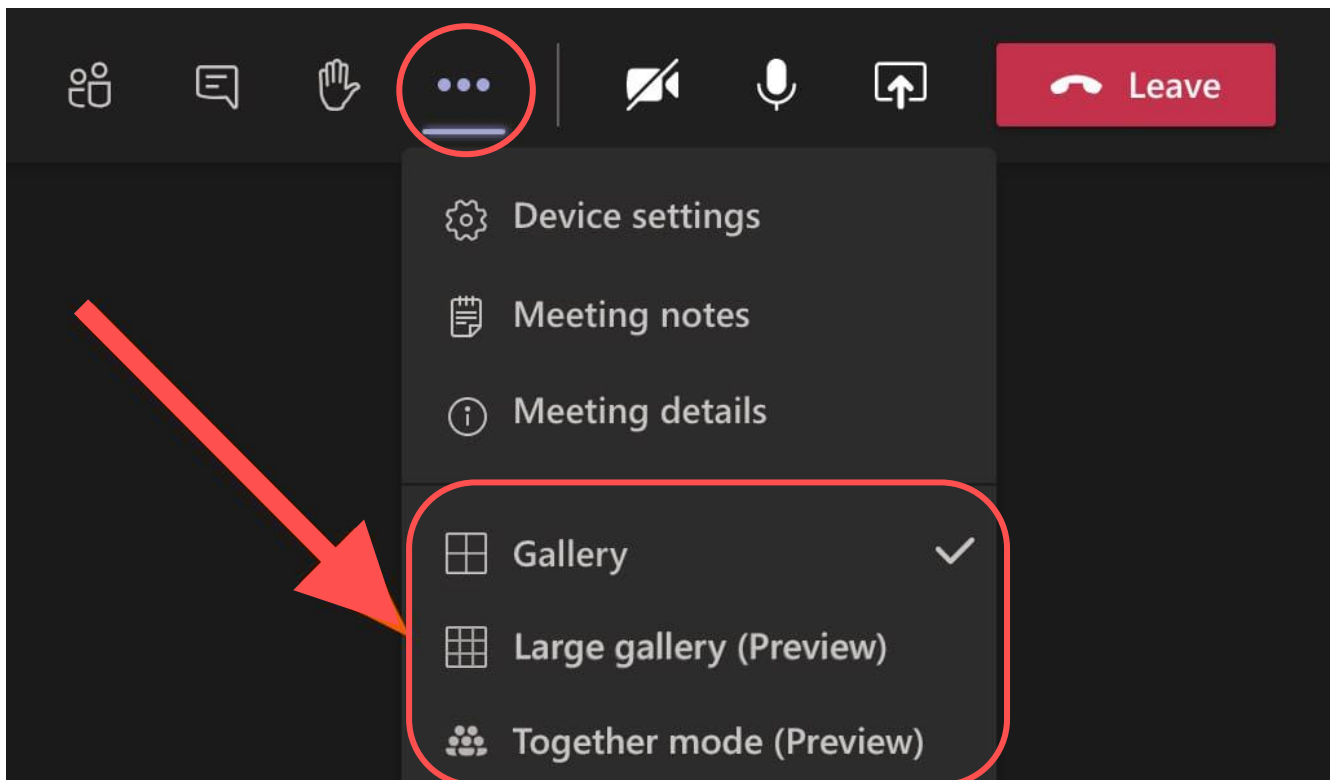 Leave
Device settings
Meeting notes
Meeting details
Gallery
Large gallery (Preview)
Together mode (Preview)